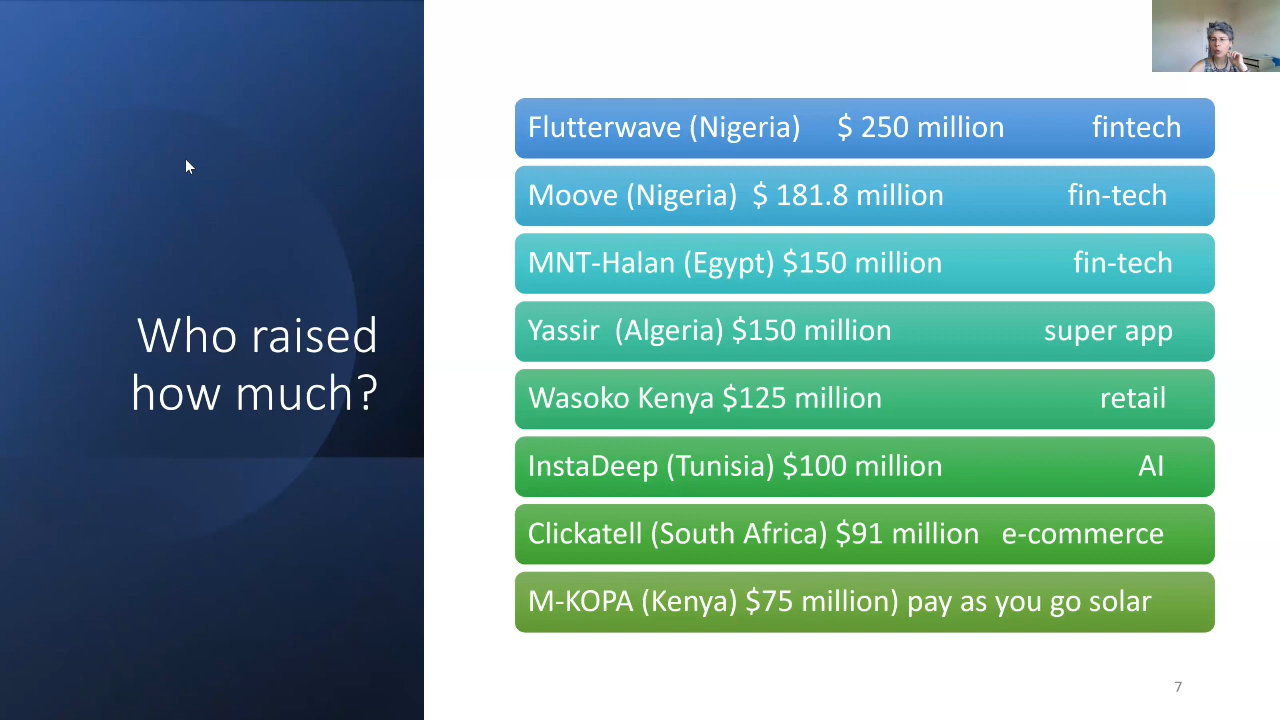 Who raised
how much?
Flutterwave (Nigeria) $ 250 million fintech
Moove (Nigeria) $ 181.8 million fin-tech
MNT-Halan (Egypt) $150 million fin-tech
Yassir (Algeria) $150 million super app
Wasoko Kenya $125 million retail
InstaDeep (Tunisia) $100 million AI
Clickatell (South Africa) $91 million e-commerce
M-KOPA (Kenya) $75 million) pay as you go solar
7